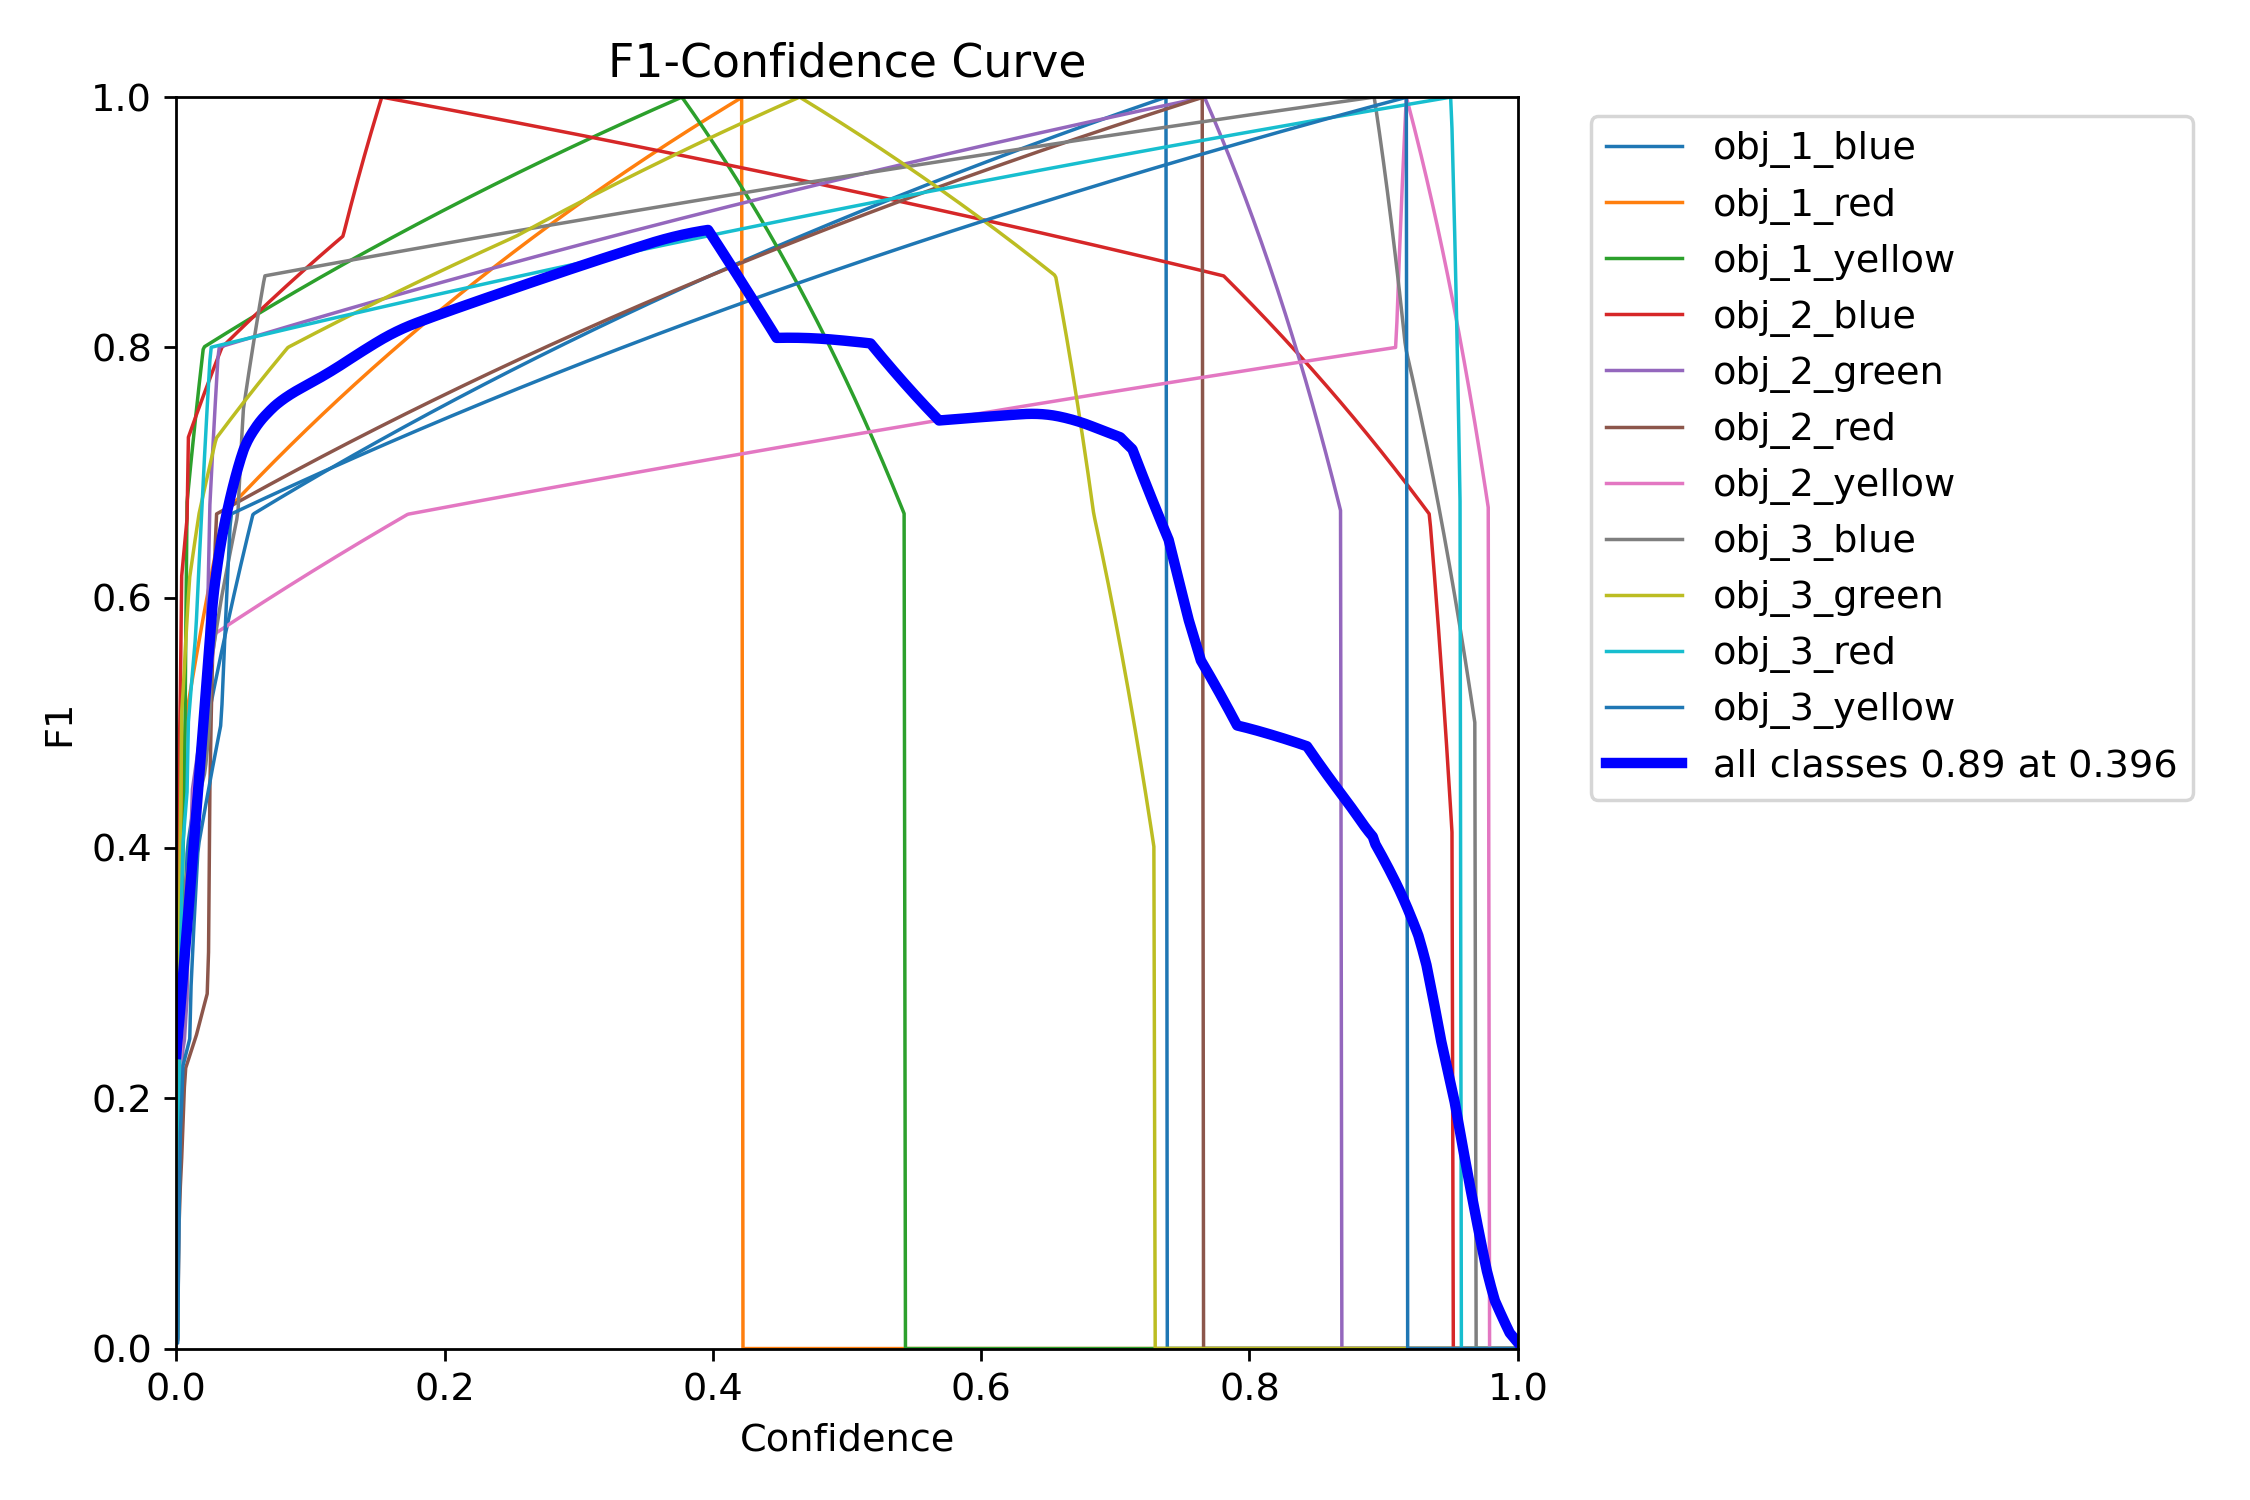 F1-Confidence Curve
1.0
0.8
0.6
0.4
0.2
0.0
F1
0.0 0.2 0.4 0.6 0.8 1.0
Confidence
obj_1_blue
obj_1_red
obj_1_yellow
obj_2_blue
obj_2_green
obj_2_red
obj_2_yellow
obj_3_blue
obj_3_green
obj_3_red
obj_3_yellow
all classes 0.89 at 0.396